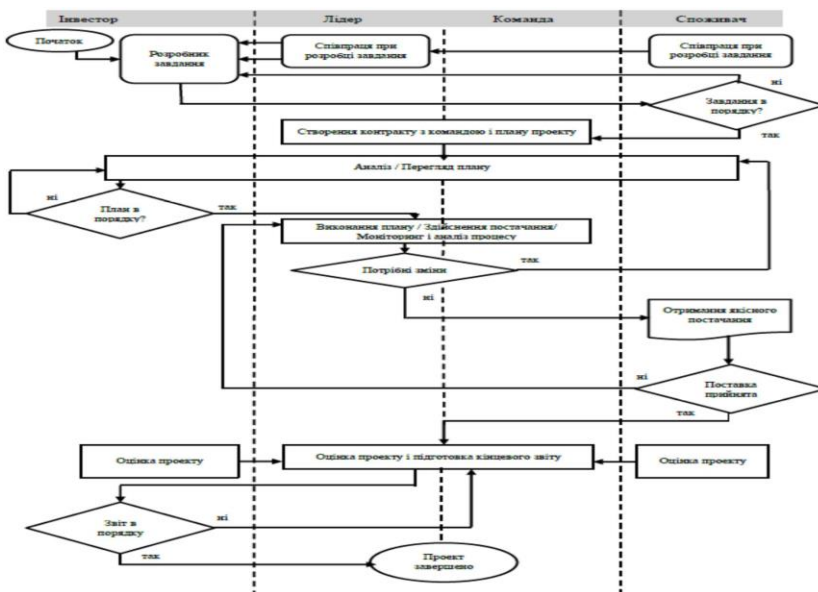 Інвестор Лідер Команда Споживач
Початок
Розробник
завдання
Співпраця при
розробці завдання
Співпраця при
розробці завдання
ні
Завдання в
порядку?
так
Створення контракту з командою і плану проекту
Аналіз / Перегляд плану
ні
План в
порядку?
так
Виконання плану / Здійснення постачання/
Моніторинг і аналіз процесу
Потрібні зміни
так
ні
Отримання якісного
постачання
ні
Поставка
прийнята
так
Оцінка проекту
Оцінка проекту і підготовка кінцевого звіту
Оцінка проекту
Звіт в
порядку
ні
так
Проект
завершено